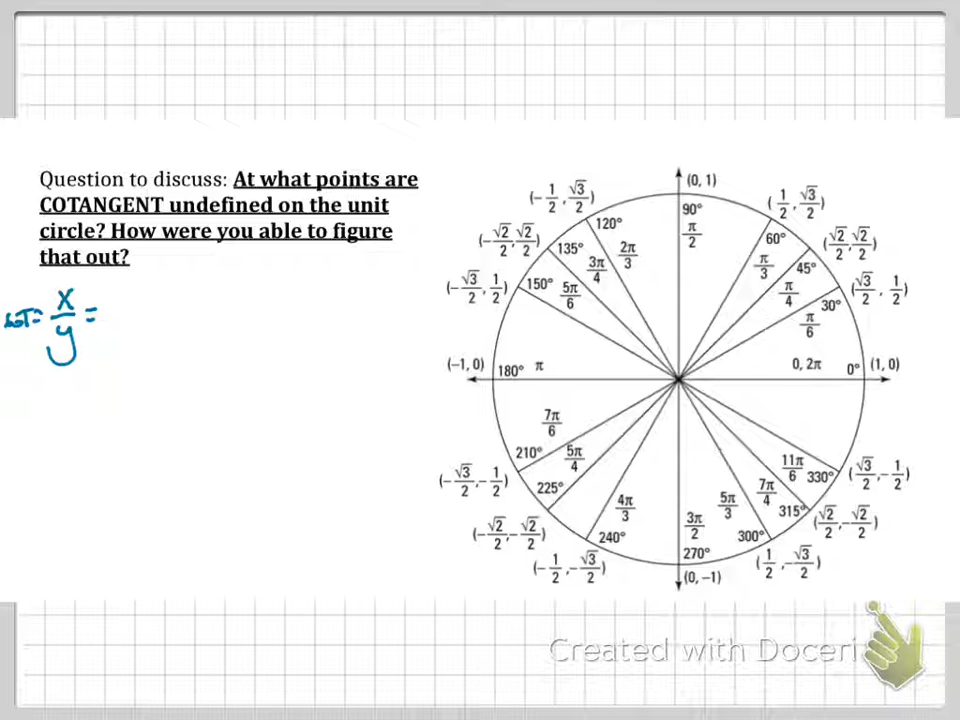 Question to discuss: At what points are
COTANGENT undefined on the unit
circle? How were you able to figure
that out?
COT= x/y =
(0, 1)
90°
π/2
(1/2, √3/2)
60°
π/3
(√2/2, √2/2)
45°
π/4
(√3/2, 1/2)
30°
π/6
0, 2π 0° (1, 0)
(-1/2, √3/2)
120°
2π/3
(-√2/2, √2/2)
135°
3π/4
(-√3/2, 1/2)
150°
5π/6
(-1, 0) 180° π
7π/6
210°
(-√3/2, -1/2)
5π/4
225°
(-√2/2, -√2/2)
4π/3
240°
(-1/2, -√3/2)
3π/2
270°
(0, -1)
5π/3
300°
(1/2, -√3/2)
7π/4
315°
(√2/2, -√2/2)
11π/6
330°
(√3/2, -1/2)
Created with Doceri